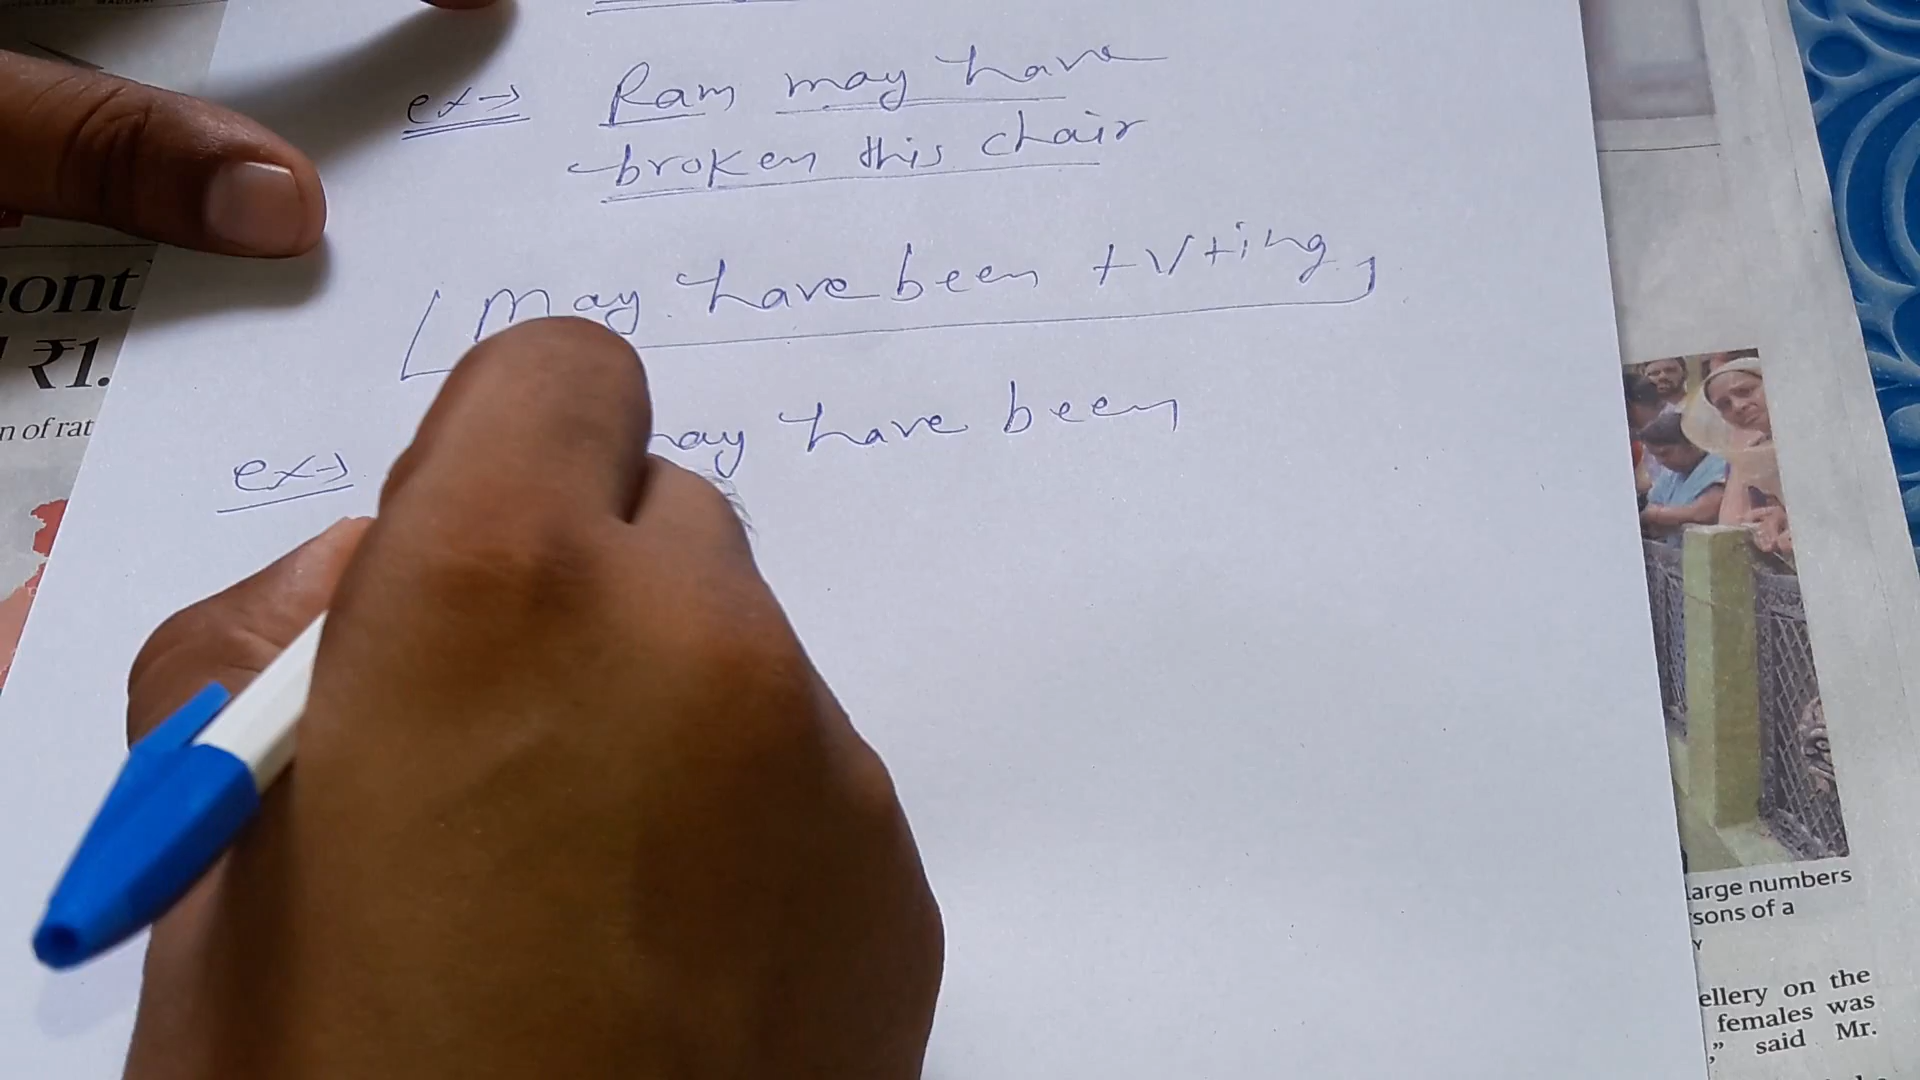 ex→ Ram may have
broken this chair
[May have been +V+ing]
ex→ may have been
ont
₹1.
n of rat
large numbers
sons of a
Y
ellery on the
females was
,” said Mr.